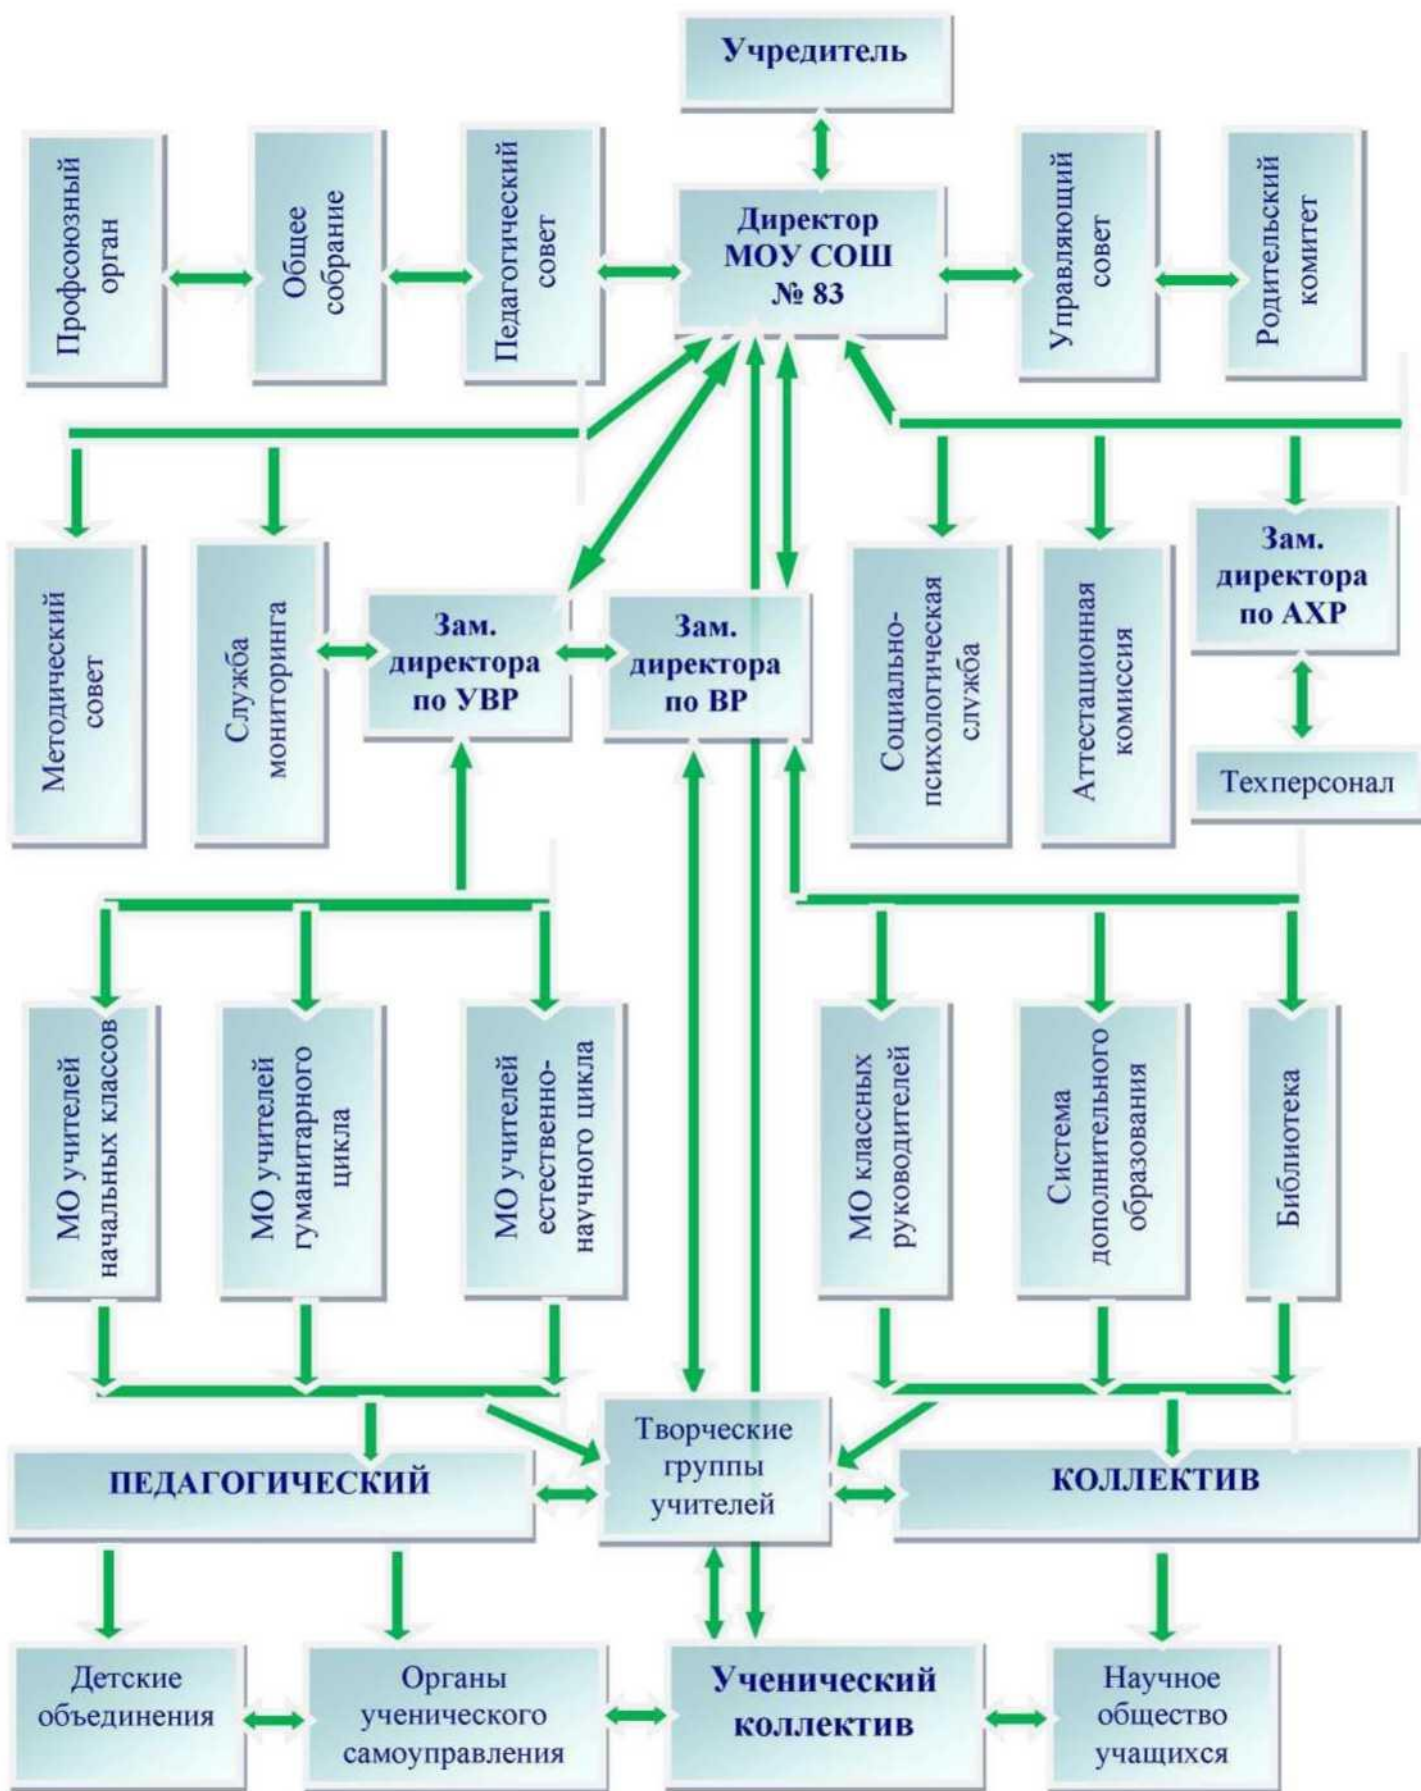 Учредитель
Профсоюзный
орган
Общее
собрание
Педагогический
совет
Директор
МОУ СОШ
№ 83
Управляющий
совет
Родительский
комитет
Методический
совет
Служба
мониторинга
Зам.
директора
по УВР
Зам.
директора
по ВР
Социально-
психологическая
служба
Аттестационная
комиссия
Зам.
директора
по АХР
Техперсонал
МО учителей
начальных классов
МО учителей
гуманитарного
цикла
МО учителей
естественно-
научного цикла
МО классных
руководителей
Система
дополнительного
образования
Библиотека
ПЕДАГОГИЧЕСКИЙ
Творческие
группы
учителей
КОЛЛЕКТИВ
Детские
объединения
Органы
ученического
самоуправления
Ученический
коллектив
Научное
общество
учащихся